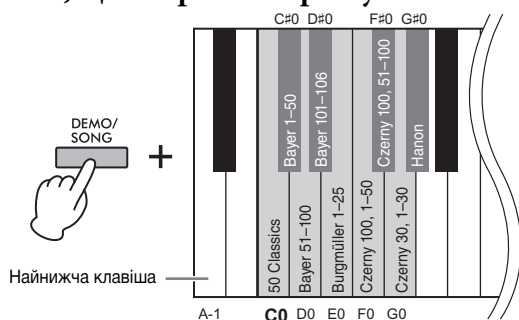 C#0 D#0 F#0 G#0
DEMO/
SONG
+
50 Classics
Bayer 1–50
Bayer 51–100
Bayer 101–106
Burgmüller 1–25
Czerny 100, 1–50
Czerny 100, 51–100
Czerny 30, 1–30
Hanon
Найнижча клавіша
A-1 C0 D0 E0 F0 G0